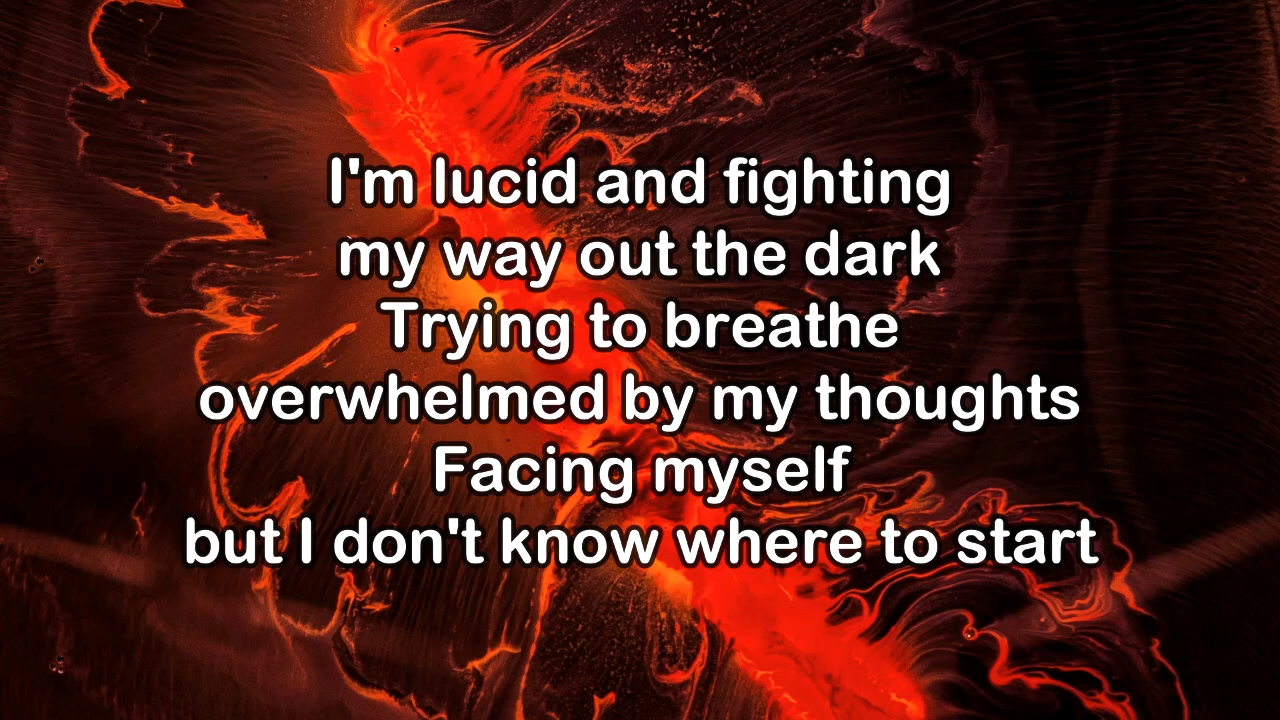 I'm lucid and fighting
my way out the dark
Trying to breathe
overwhelmed by my thoughts
Facing myself
but I don't know where to start